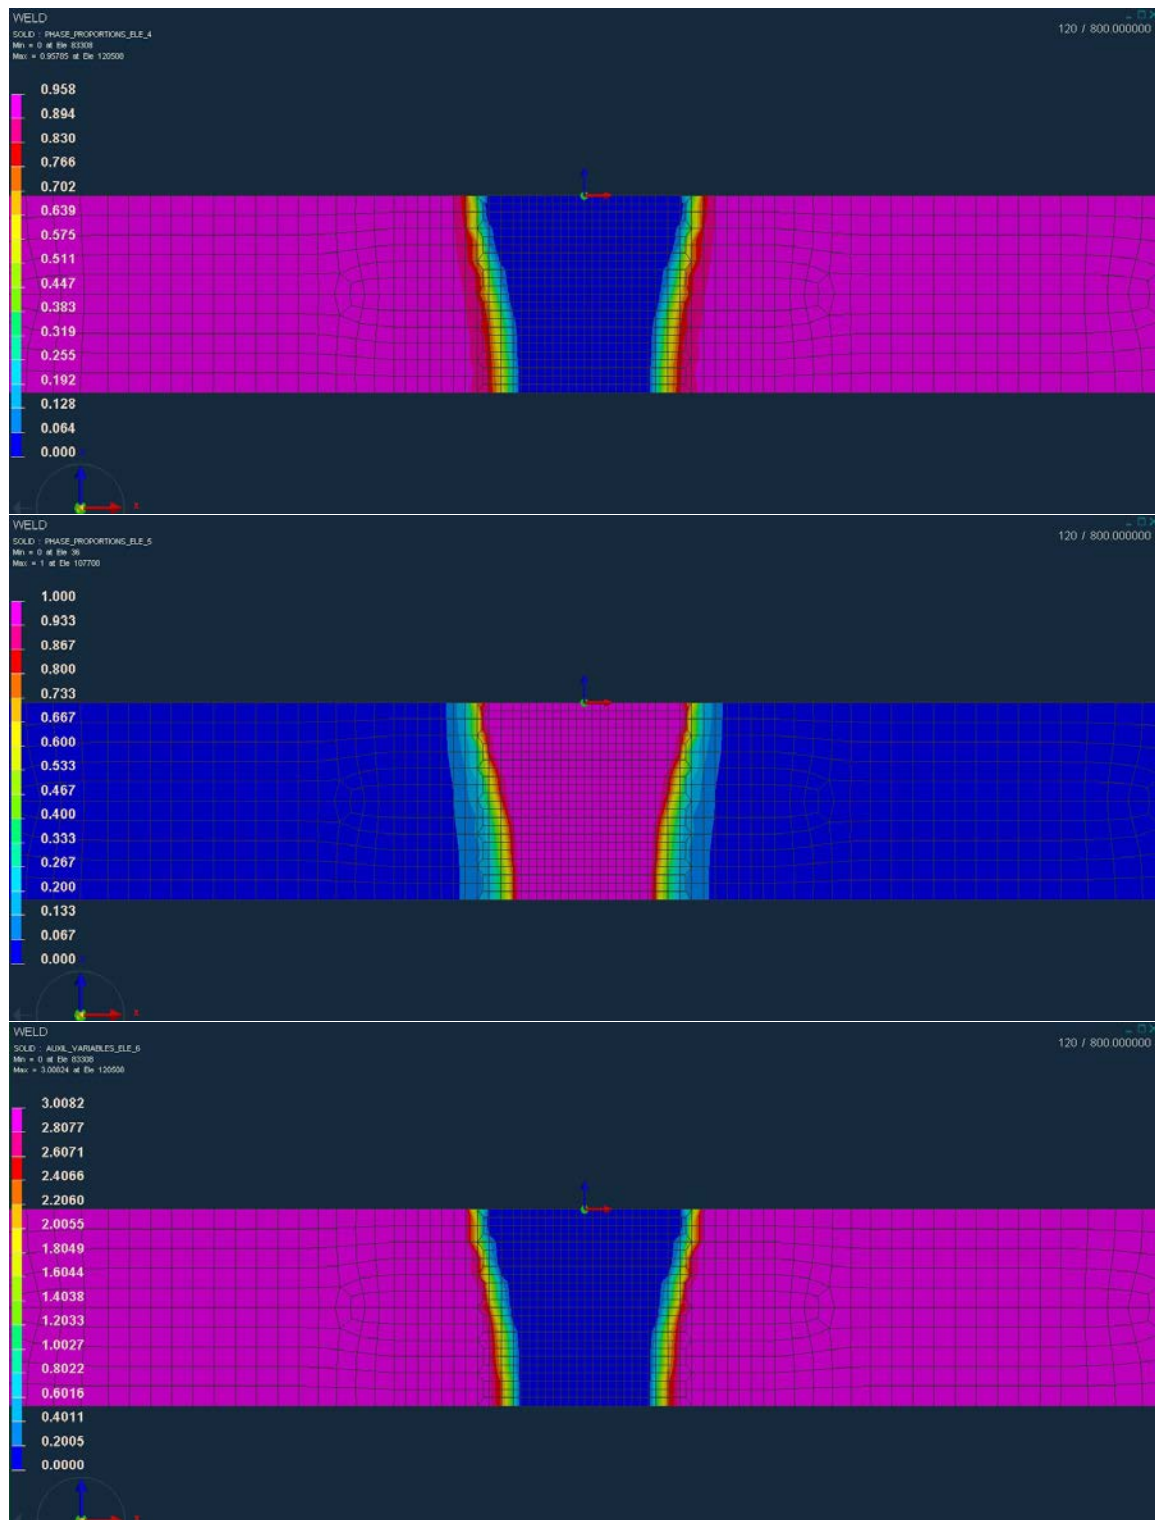 WELD
SOLID : PHASE_PROPORTIONS_ELE_4
Min = 0 at Ele 83308
Max = 0.95785 at Ele 120508
120 / 800.000000
0.958
0.894
0.830
0.766
0.702
0.639
0.575
0.511
0.447
0.383
0.319
0.255
0.192
0.128
0.064
0.000
x
WELD
SOLID : PHASE_PROPORTIONS_ELE_5
Min = 0 at Ele 36
Max = 1 at Ele 107700
120 / 800.000000
1.000
0.933
0.867
0.800
0.733
0.667
0.600
0.533
0.467
0.400
0.333
0.267
0.200
0.133
0.067
0.000
x
WELD
SOLID : AUXIL_VARIABLES_ELE_6
Min = 0 at Ele 83308
Max = 3.00824 at Ele 120508
120 / 800.000000
3.0082
2.8077
2.6071
2.4066
2.2060
2.0055
1.8049
1.6044
1.4038
1.2033
1.0027
0.8022
0.6016
0.4011
0.2005
0.0000